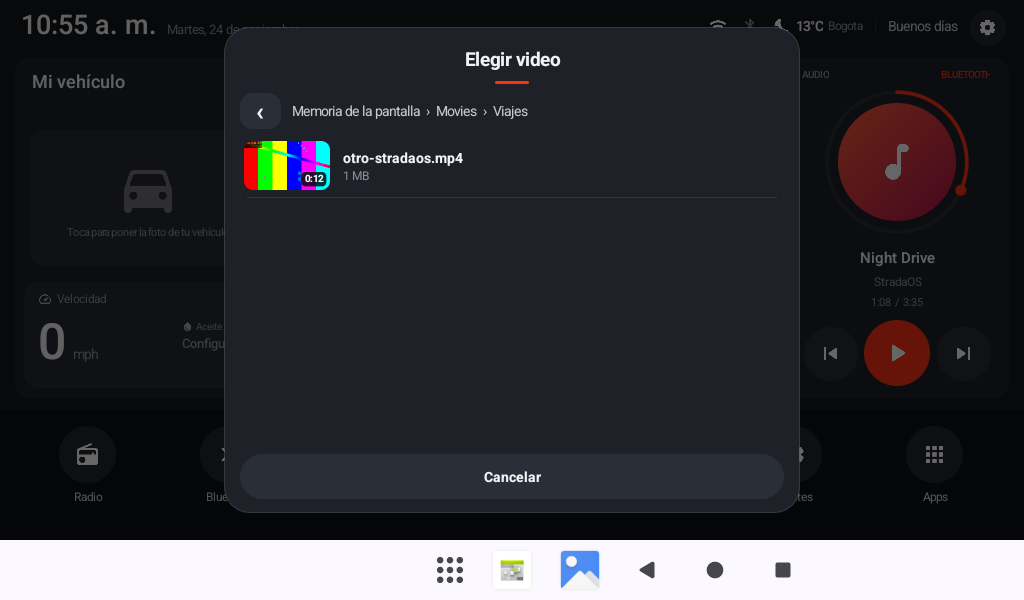 10:55 a. m.
Martes, 24 de
13°C
Bogota
Buenos días
Mi vehículo
Toca para poner la foto de tu vehícul
Velocidad
0 mph
Aceite
Configu
Elegir video
Memoria de la pantalla › Movies › Viajes
otro-stradaos.mp4
1 MB
0:12
Cancelar
AUDIO
BLUETOOTH
Night Drive
StradaOS
1:08 / 3:35
Radio
Blue
tes
Apps